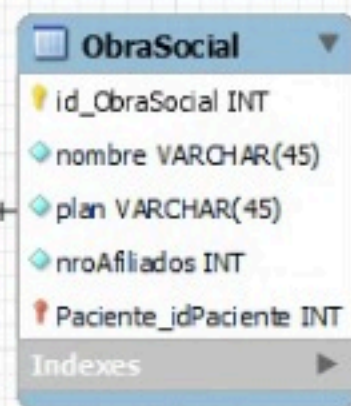 ObraSocial
id_ObraSocial INT
nombre VARCHAR(45)
plan VARCHAR(45)
nroAfiliados INT
Paciente_idPaciente INT
Indexes